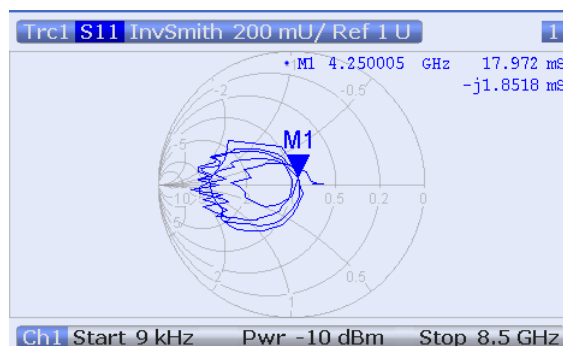 Trc1 S11 InvSmith 200 mU/ Ref 1 U 1
• M1 4.250005 GHz 17.972 mS
-j1.8518 mS
-2 -0.5
M1
-5
10 0.5 0.2 0
5
2 0.5
1
Ch1 Start 9 kHz Pwr -10 dBm Stop 8.5 GHz